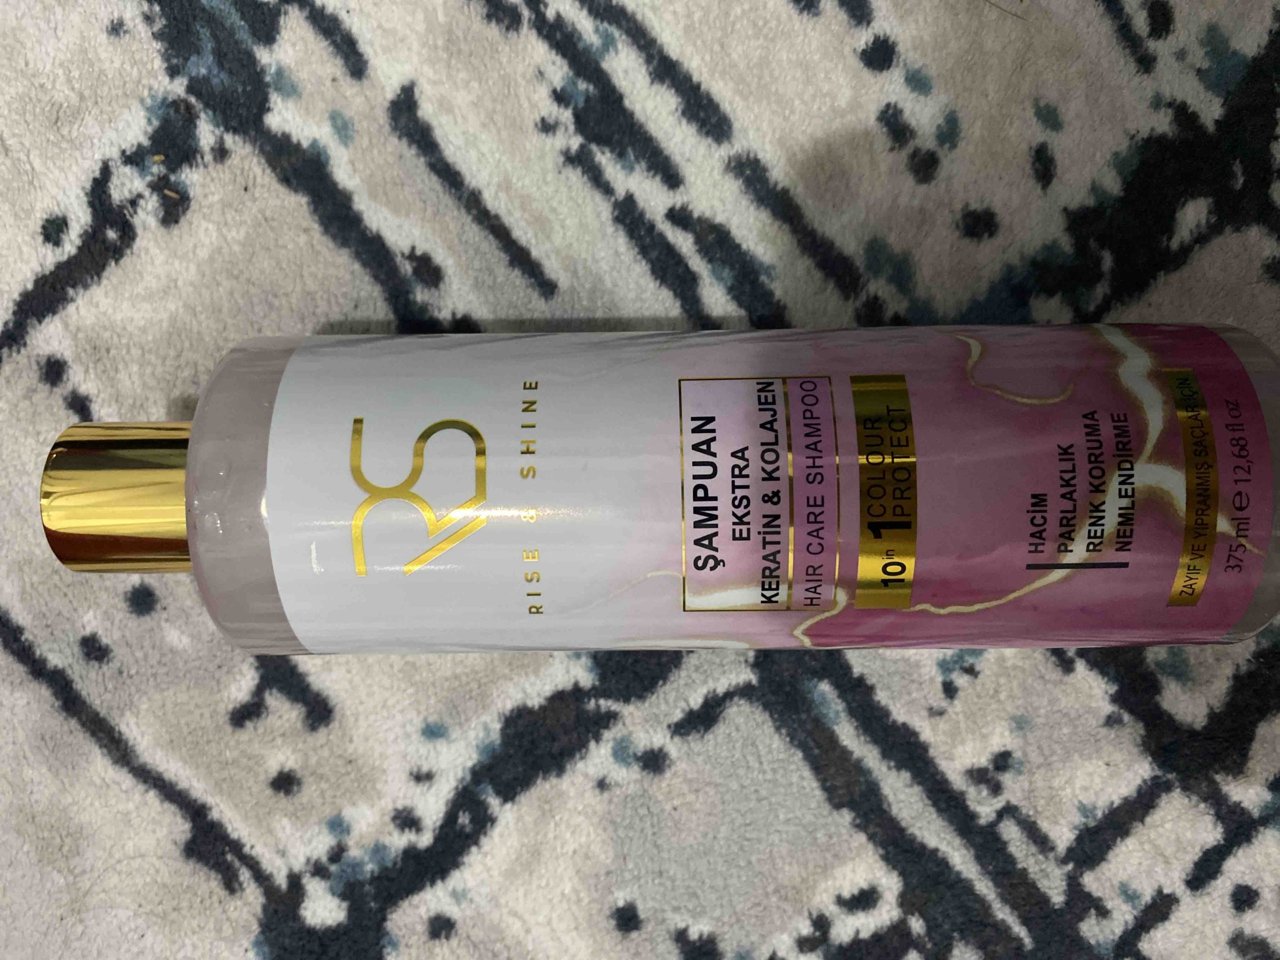 RS
RISE & SHINE
ŞAMPUAN
EKSTRA
KERATİN & KOLAJEN
HAIR CARE SHAMPOO
10 in 1 COLOUR
PROTECT
HACİM
PARLAKLIK
RENK KORUMA
NEMLENDİRME
ZAYIF VE YIPRANMIŞ SAÇLAR İÇİN
375 ml e 12,68 fl oz